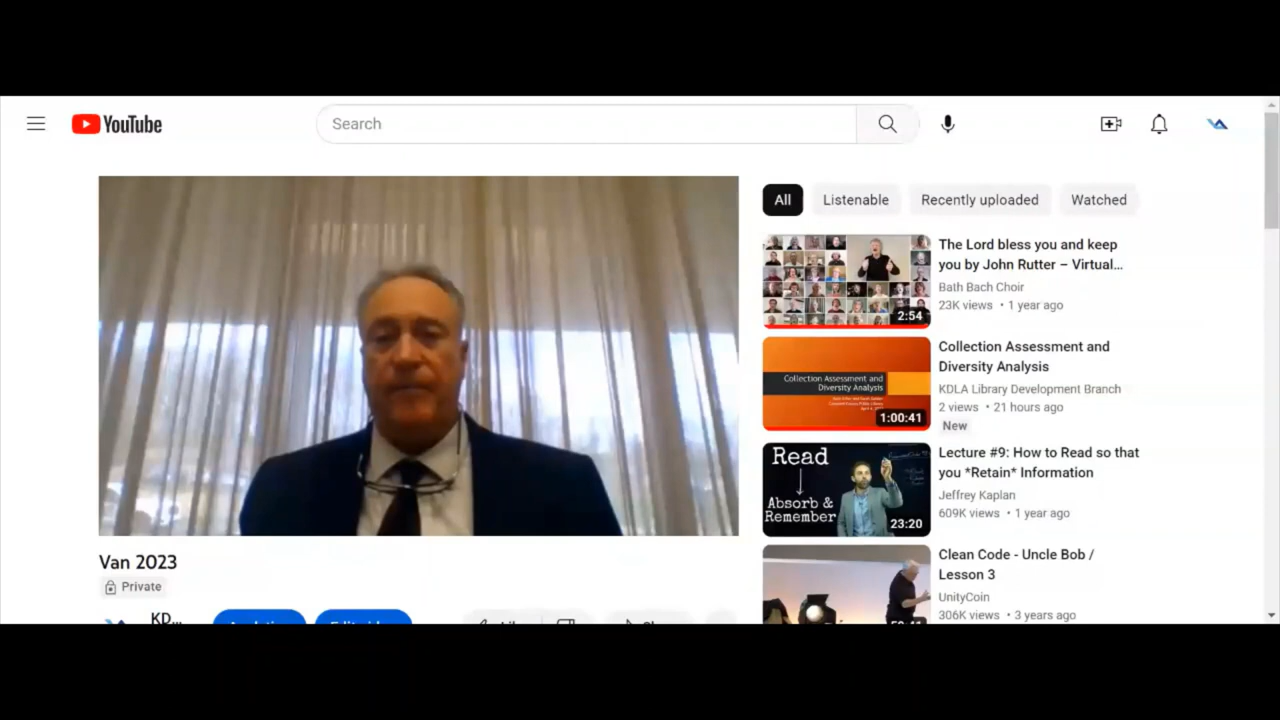 YouTube
Search
All
Listenable
Recently uploaded
Watched
2:54
The Lord bless you and keep
you by John Rutter – Virtual...
Bath Bach Choir
23K views • 1 year ago
Collection Assessment and
Diversity Analysis
1:00:41
Collection Assessment and
Diversity Analysis
KDLA Library Development Branch
2 views • 21 hours ago
New
Read
Absorb &
Remember
23:20
Lecture #9: How to Read so that
you *Retain* Information
Jeffrey Kaplan
609K views • 1 year ago
Clean Code - Uncle Bob /
Lesson 3
UnityCoin
306K views • 3 years ago
Van 2023
Private
KD...